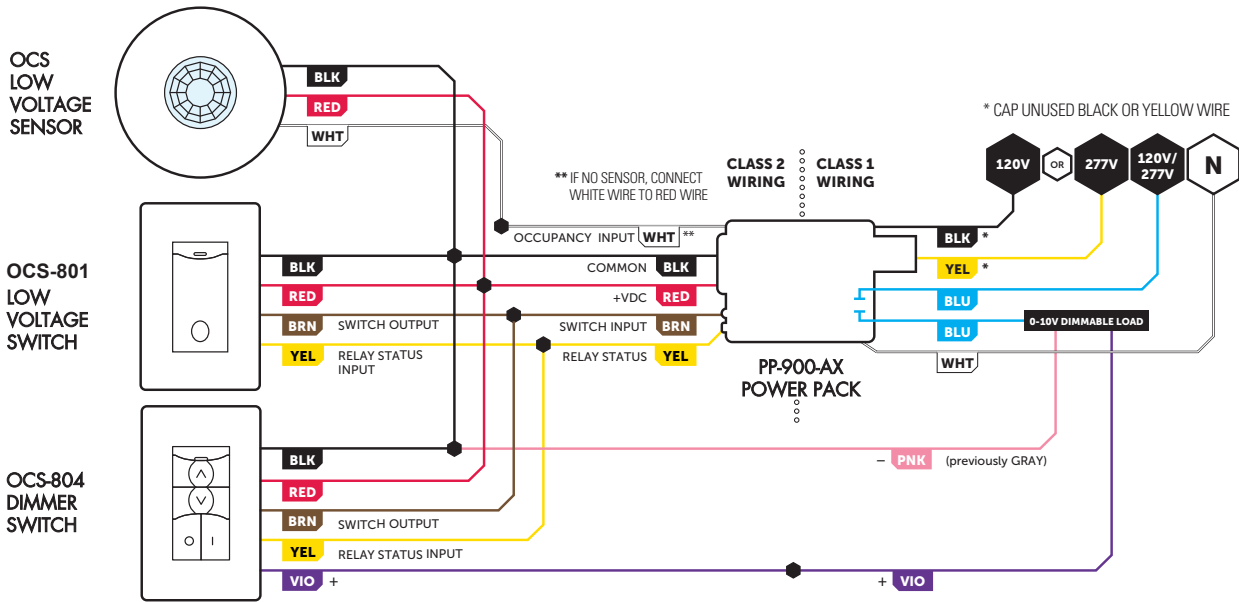 OCS
LOW
VOLTAGE
SENSOR
BLK
RED
WHT
* CAP UNUSED BLACK OR YELLOW WIRE
120V
OR
277V
120V/
277V
N
CLASS 2
WIRING
CLASS 1
WIRING
** IF NO SENSOR, CONNECT
WHITE WIRE TO RED WIRE
OCCUPANCY INPUT WHT **
BLK *
YEL *
BLU
BLU
0-10V DIMMABLE LOAD
WHT
OCS-801
LOW
VOLTAGE
SWITCH
BLK
RED
BRN SWITCH OUTPUT
YEL RELAY STATUS
INPUT
COMMON BLK
+VDC RED
SWITCH INPUT BRN
RELAY STATUS YEL
PP-900-AX
POWER PACK
OCS-804
DIMMER
SWITCH
O I
BLK
RED
BRN SWITCH OUTPUT
YEL RELAY STATUS INPUT
VIO +
– PNK (previously GRAY)
+ VIO